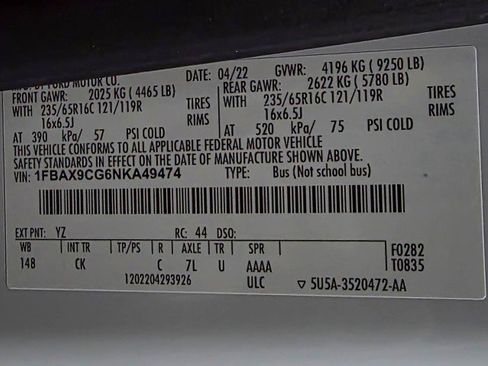 MFD. BY FORD MOTOR CO.
DATE: 04/22 GVWR: 4196 KG ( 9250 LB)
FRONT GAWR: 2025 KG ( 4465 LB)
REAR GAWR: 2622 KG ( 5780 LB)
WITH 235/65R16C 121/119R TIRES
WITH 235/65R16C 121/119R TIRES
16x6.5J RIMS
16x6.5J RIMS
AT 390 kPa/ 57 PSI COLD
AT 520 kPa/ 75 PSI COLD
THIS VEHICLE CONFORMS TO ALL APPLICABLE FEDERAL MOTOR VEHICLE
SAFETY STANDARDS IN EFFECT ON THE DATE OF MANUFACTURE SHOWN ABOVE.
VIN: 1FBAX9CG6NKA49474 TYPE: Bus (Not school bus)
EXT PNT: YZ RC: 44 DSO:
WB INT TR TP/PS R AXLE TR SPR F0282
148 CK C 7L U AAAA T0835
1202204293926 ULC ▽ 5U5A-3520472-AA